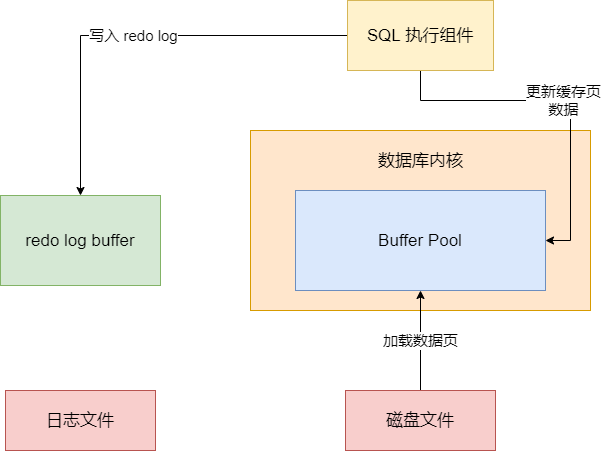 SQL 执行组件
写入 redo log
更新缓存页
数据
数据库内核
redo log buffer
Buffer Pool
加载数据页
日志文件
磁盘文件